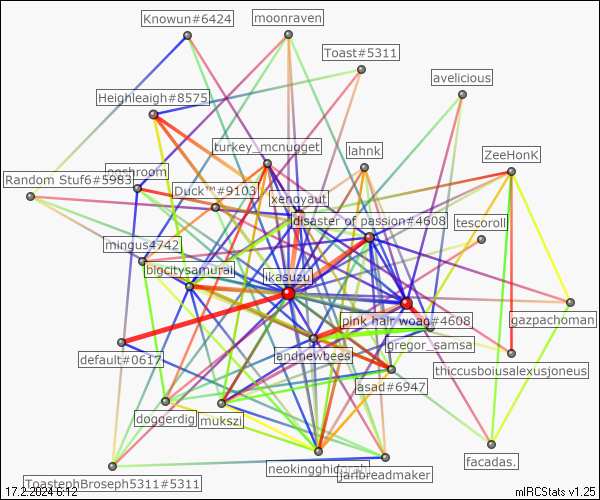 Knowun#6424
moonraven
Toast#5311
avelicious
Heighleaigh#8575
turkey_mcnugget
lahnk
ZeeHonK
Random Stuf6#5983
Duck™#9103
xenoyaut
disaster of passion#4608
tescoroll
mingus4742
bigcitysamurai
ikasuzu
pink hair woag#4608
gazpachoman
default#0617
andnewbees
gregor_samsa
thiccusboiusalexusjoneus
asad#6947
doggerdig
mukszi
facadas.
jarlbreadmaker
ToastephBroseph5311#5311
17.2.2024 6:12
mIRCStats v1.25